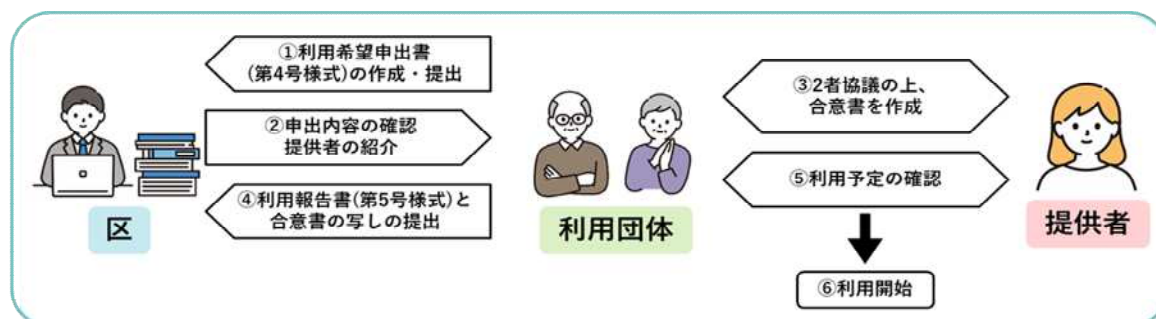 ①利用希望申出書
(第4号様式)の作成・提出
②申出内容の確認
提供者の紹介
④利用報告書(第5号様式)と
合意書の写しの提出
区
利用団体
③2者協議の上、
合意書を作成
⑤利用予定の確認
⑥利用開始
提供者